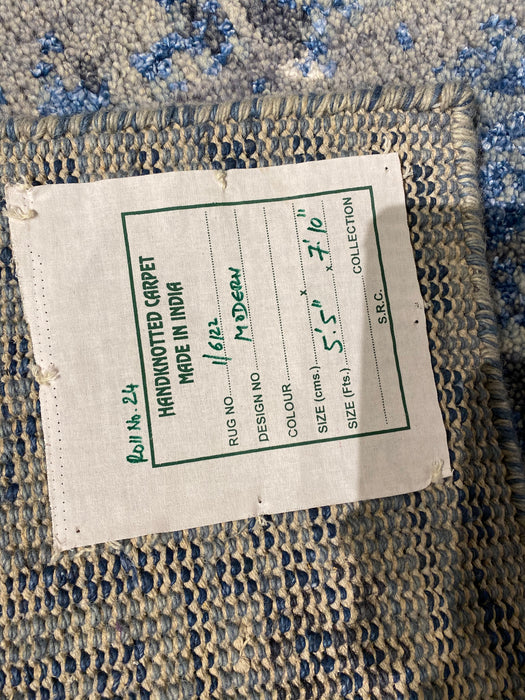 Roll No. 24
HANDKNOTTED CARPET
MADE IN INDIA
RUG NO. 1/6122
DESIGN NO MODERN
COLOUR
SIZE (cms.) x
SIZE (Fts.) 5'.5" x 7'.10"
COLLECTION
S.R.C.